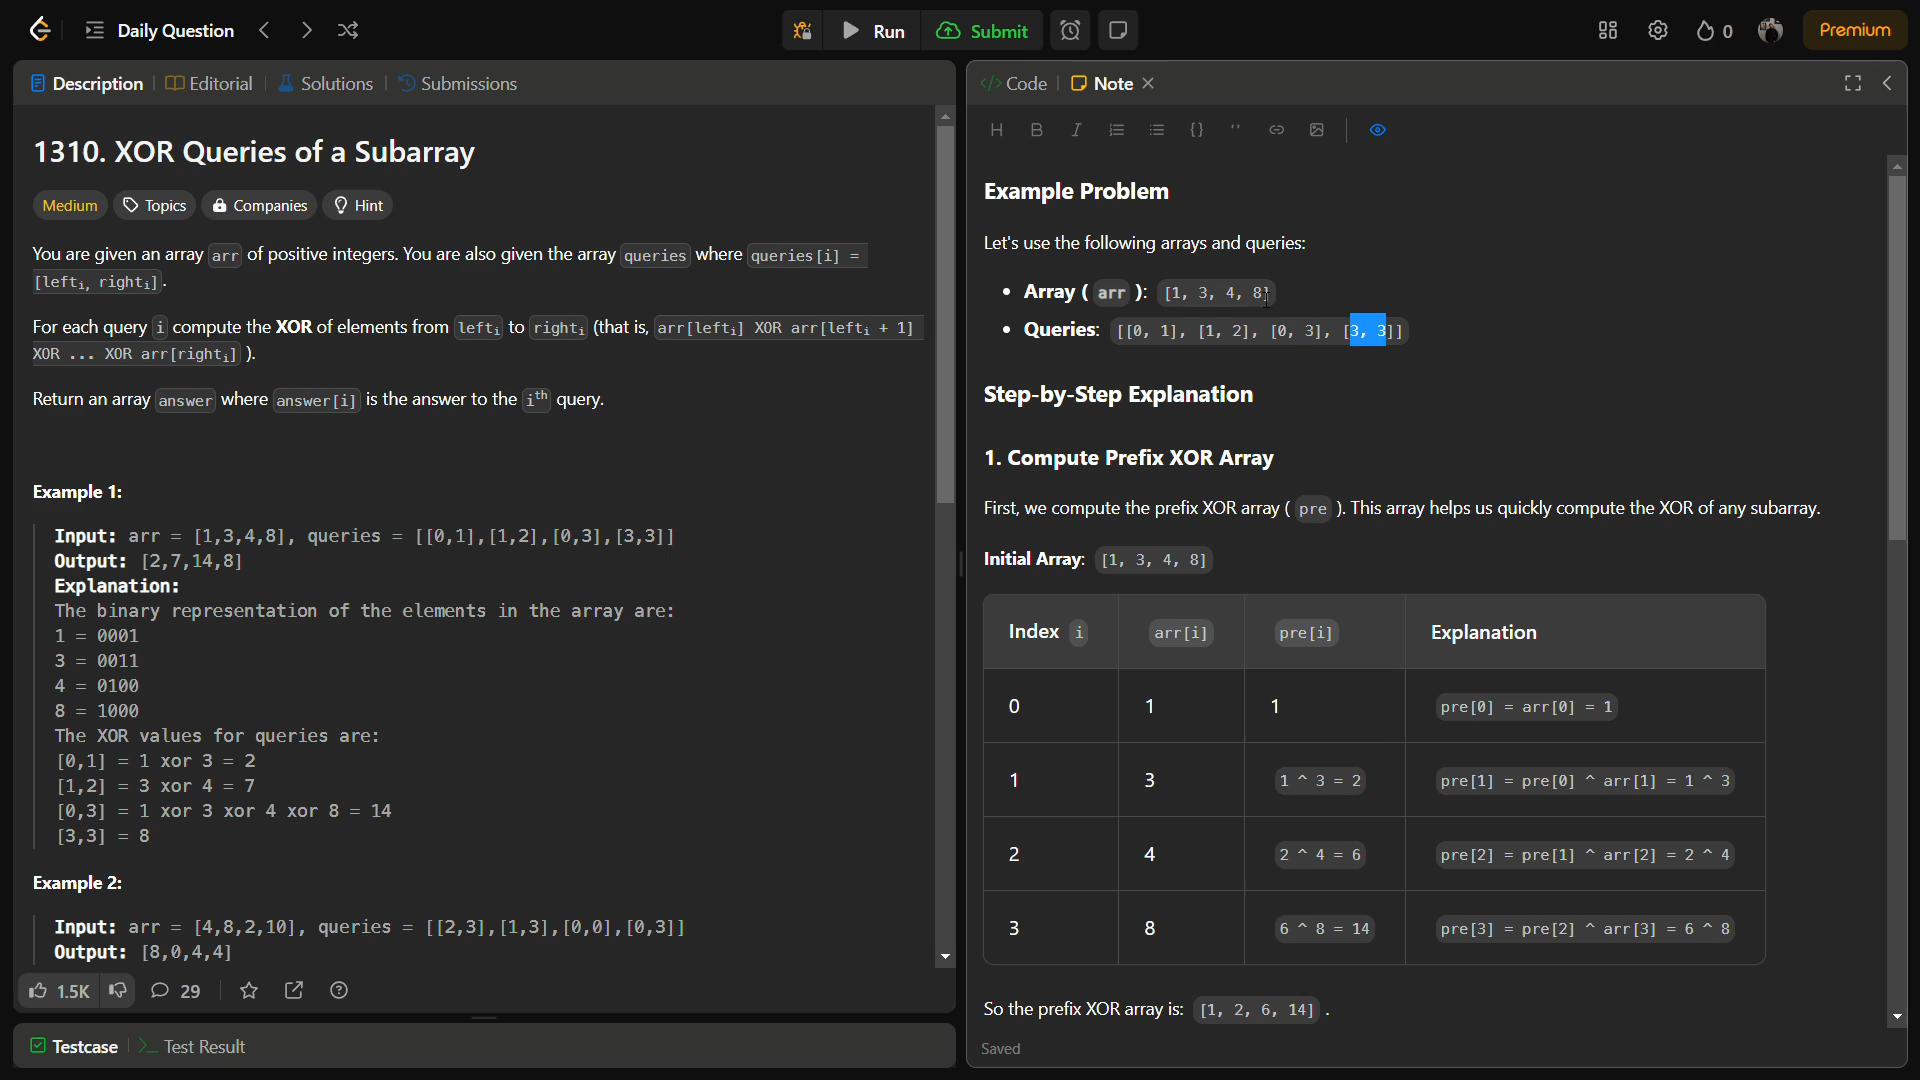 Daily Question
Run
Submit
0
Premium
Description
Editorial
Solutions
Submissions
1310. XOR Queries of a Subarray
Medium
Topics
Companies
Hint
You are given an array arr of positive integers. You are also given the array queries where queries[i] =
[leftᵢ, rightᵢ].
For each query i compute the XOR of elements from leftᵢ to rightᵢ (that is, arr[leftᵢ] XOR arr[leftᵢ + 1]
XOR ... XOR arr[rightᵢ] ).
Return an array answer where answer[i] is the answer to the iᵗʰ query.
Example 1:
Input: arr = [1,3,4,8], queries = [[0,1],[1,2],[0,3],[3,3]]
Output: [2,7,14,8]
Explanation:
The binary representation of the elements in the array are:
1 = 0001
3 = 0011
4 = 0100
8 = 1000
The XOR values for queries are:
[0,1] = 1 xor 3 = 2
[1,2] = 3 xor 4 = 7
[0,3] = 1 xor 3 xor 4 xor 8 = 14
[3,3] = 8
Example 2:
Input: arr = [4,8,2,10], queries = [[2,3],[1,3],[0,0],[0,3]]
Output: [8,0,4,4]
1.5K
29
Testcase
Test Result
</> Code
Note
H B I {} ''
Example Problem
Let's use the following arrays and queries:
• Array ( arr ): [1, 3, 4, 8]
• Queries: [[0, 1], [1, 2], [0, 3], [3, 3]]
Step-by-Step Explanation
1. Compute Prefix XOR Array
First, we compute the prefix XOR array ( pre ). This array helps us quickly compute the XOR of any subarray.
Initial Array: [1, 3, 4, 8]
Index i arr[i] pre[i] Explanation
0 1 1 pre[0] = arr[0] = 1
1 3 1 ^ 3 = 2 pre[1] = pre[0] ^ arr[1] = 1 ^ 3
2 4 2 ^ 4 = 6 pre[2] = pre[1] ^ arr[2] = 2 ^ 4
3 8 6 ^ 8 = 14 pre[3] = pre[2] ^ arr[3] = 6 ^ 8
So the prefix XOR array is: [1, 2, 6, 14] .
Saved